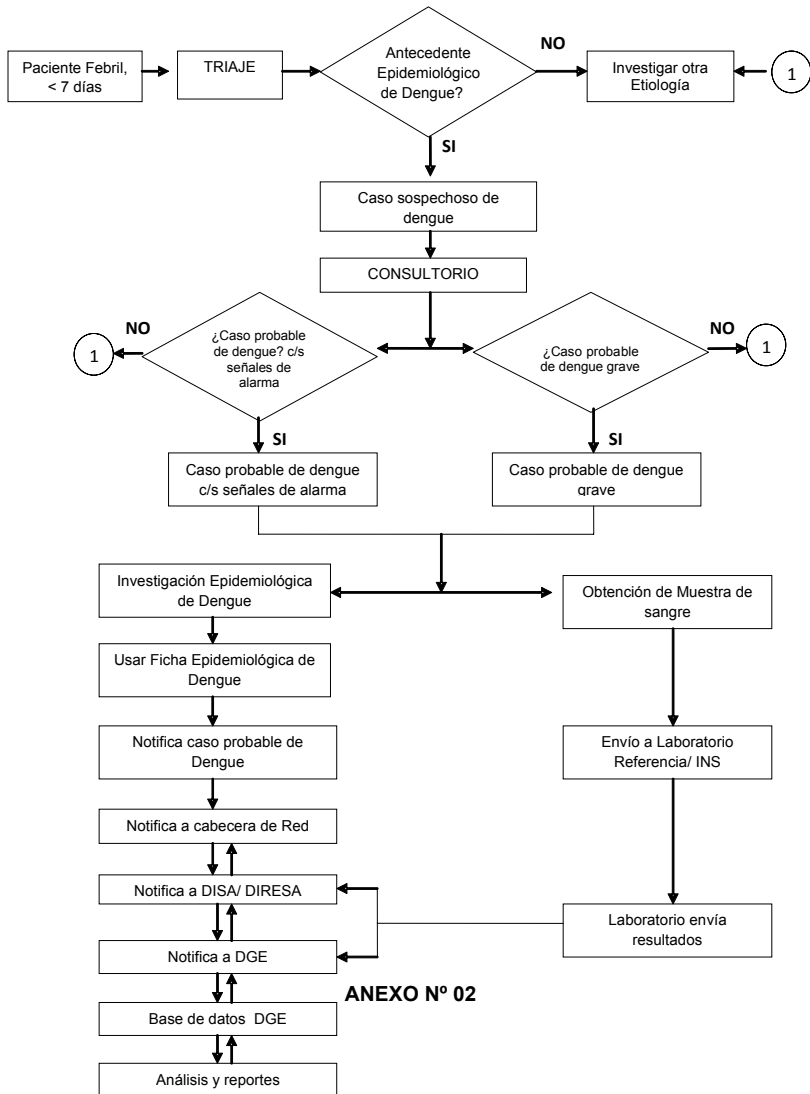 Paciente Febril,
< 7 días
TRIAJE
Antecedente
Epidemiológico
de Dengue?
NO
Investigar otra
Etiología
1
SI
Caso sospechoso de
dengue
CONSULTORIO
NO
1
¿Caso probable
de dengue? c/s
señales de
alarma
¿Caso probable
de dengue grave
NO
1
SI
SI
Caso probable de dengue
c/s señales de alarma
Caso probable de dengue
grave
Investigación Epidemiológica
de Dengue
Obtención de Muestra de
sangre
Usar Ficha Epidemiológica de
Dengue
Notifica caso probable de
Dengue
Envío a Laboratorio
Referencia/ INS
Notifica a cabecera de Red
Notifica a DISA/ DIRESA
Laboratorio envía
resultados
Notifica a DGE
ANEXO Nº 02
Base de datos DGE
Análisis y reportes